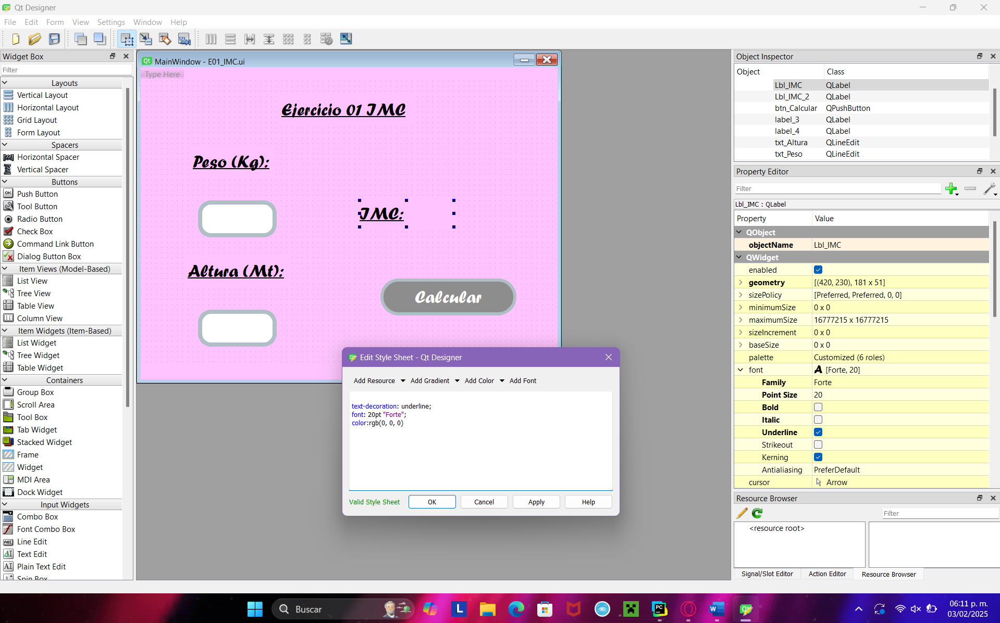 Qt Designer
File Edit Form View Settings Window Help
Widget Box
Filter
Layouts
Vertical Layout
Horizontal Layout
Grid Layout
Form Layout
Spacers
Horizontal Spacer
Vertical Spacer
Buttons
Push Button
Tool Button
Radio Button
Check Box
Command Link Button
Dialog Button Box
Item Views (Model-Based)
List View
Tree View
Table View
Column View
Item Widgets (Item-Based)
List Widget
Tree Widget
Table Widget
Containers
Group Box
Scroll Area
Tool Box
Tab Widget
Stacked Widget
Frame
Widget
MDI Area
Dock Widget
Input Widgets
Combo Box
Font Combo Box
Line Edit
Text Edit
Plain Text Edit
Spin Box
MainWindow - E01_IMC.ui
Type Here
Ejercicio 01 IMC
Peso (Kg):
IMC:
Altura (Mt):
Calcular
Edit Style Sheet - Qt Designer
Add Resource Add Gradient Add Color Add Font
text-decoration: underline;
font: 20pt "Forte";
color:rgb(0, 0, 0)
Valid Style Sheet OK Cancel Apply Help
Object Inspector
Object Class
Lbl_IMC QLabel
Lbl_IMC_2 QLabel
btn_Calcular QPushButton
label_3 QLabel
label_4 QLabel
txt_Altura QLineEdit
txt_Peso QLineEdit
Property Editor
Filter
Lbl_IMC : QLabel
Property Value
QObject
objectName Lbl_IMC
QWidget
enabled
geometry [(420, 230), 181 x 51]
sizePolicy [Preferred, Preferred, 0, 0]
minimumSize 0 x 0
maximumSize 16777215 x 16777215
sizeIncrement 0 x 0
baseSize 0 x 0
palette Customized (6 roles)
font A [Forte, 20]
Family Forte
Point Size 20
Bold
Italic
Underline
Strikeout
Kerning
Antialiasing PreferDefault
cursor Arrow
Resource Browser
Filter
<resource root>
Signal/Slot Editor Action Editor Resource Browser
Buscar
06:11 p. m.
03/02/2025